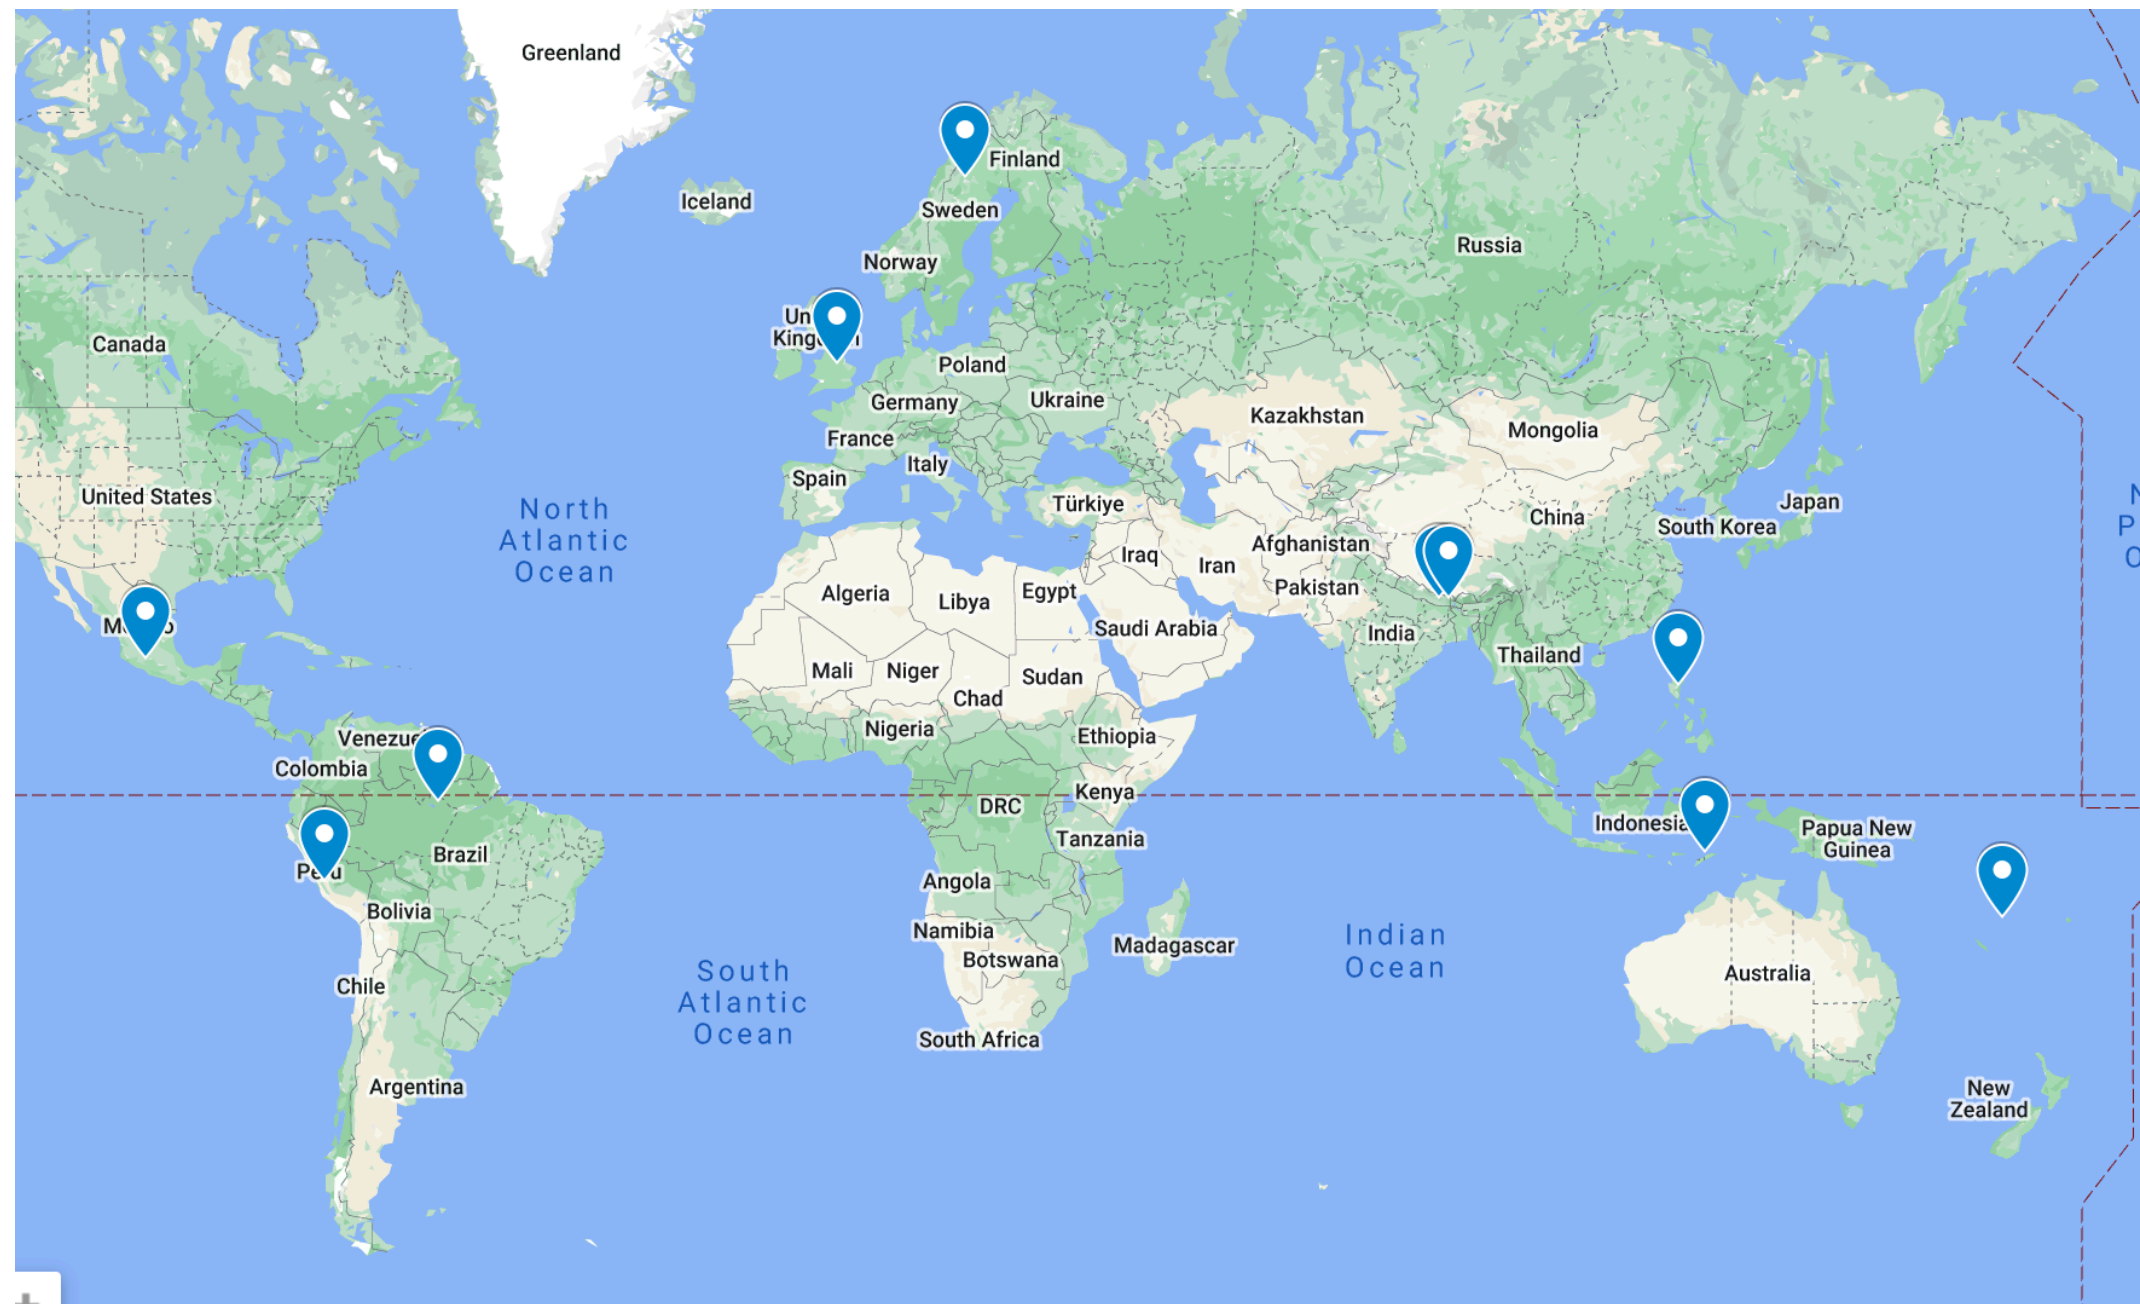 Greenland
Finland
Iceland
Sweden
Russia
Norway
Un
Canada
Poland
Germany
Ukraine
Kazakhstan
France
Mongolia
Italy
Spain
United States
Türkiye
Japan
North
Atlantic
Ocean
China
South Korea
Afghanistan
Iraq
Iran
Pakistan
Algeria
Libya
Egypt
Saudi Arabia
India
Thailand
Mali
Niger
Sudan
Chad
Nigeria
Ethiopia
Colombia
Kenya
DRC
Indonesia
Papua New
Guinea
Tanzania
Brazil
Angola
Bolivia
Namibia
Madagascar
Botswana
Indian
Ocean
South
Atlantic
Ocean
Australia
Chile
South Africa
Argentina
New
Zealand